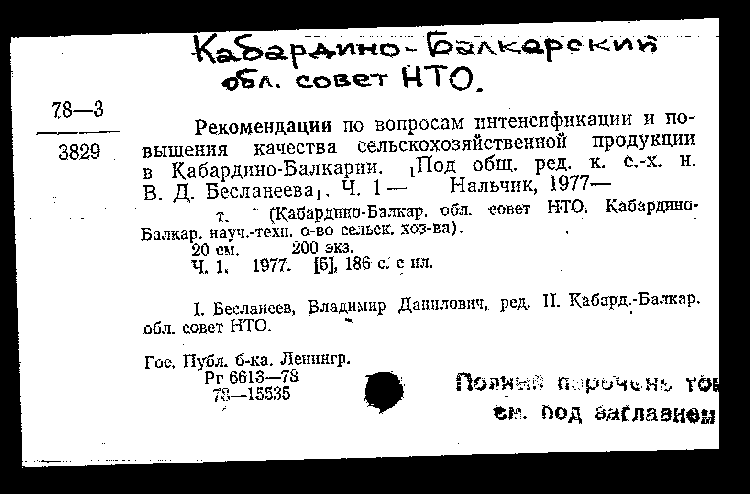 Кабардино-Балкарский
обл. совет НТО.
78—3
3829
Рекомендации по вопросам интенсификации и по-
вышения качества сельскохозяйственной продукции
в Кабардино-Балкарии. [Под общ. ред. к. с.-х. н.
В. Д. Бесланеева]. Ч. 1— Нальчик, 1977—
т. (Кабардино-Балкар. обл. совет НТО. Кабардино-
Балкар. науч.-техн. о-во сельск. хоз-ва).
20 см. 200 экз.
Ч. 1. 1977. [5], 186 с. с ил.
I. Бесланеев, Владимир Данилович, ред. II. Кабард.-Балкар.
обл. совет НТО.
Гос. Публ. б-ка. Ленингр.
Рг 6613—78
78—15535
Полный перечень том
см. под заглавием